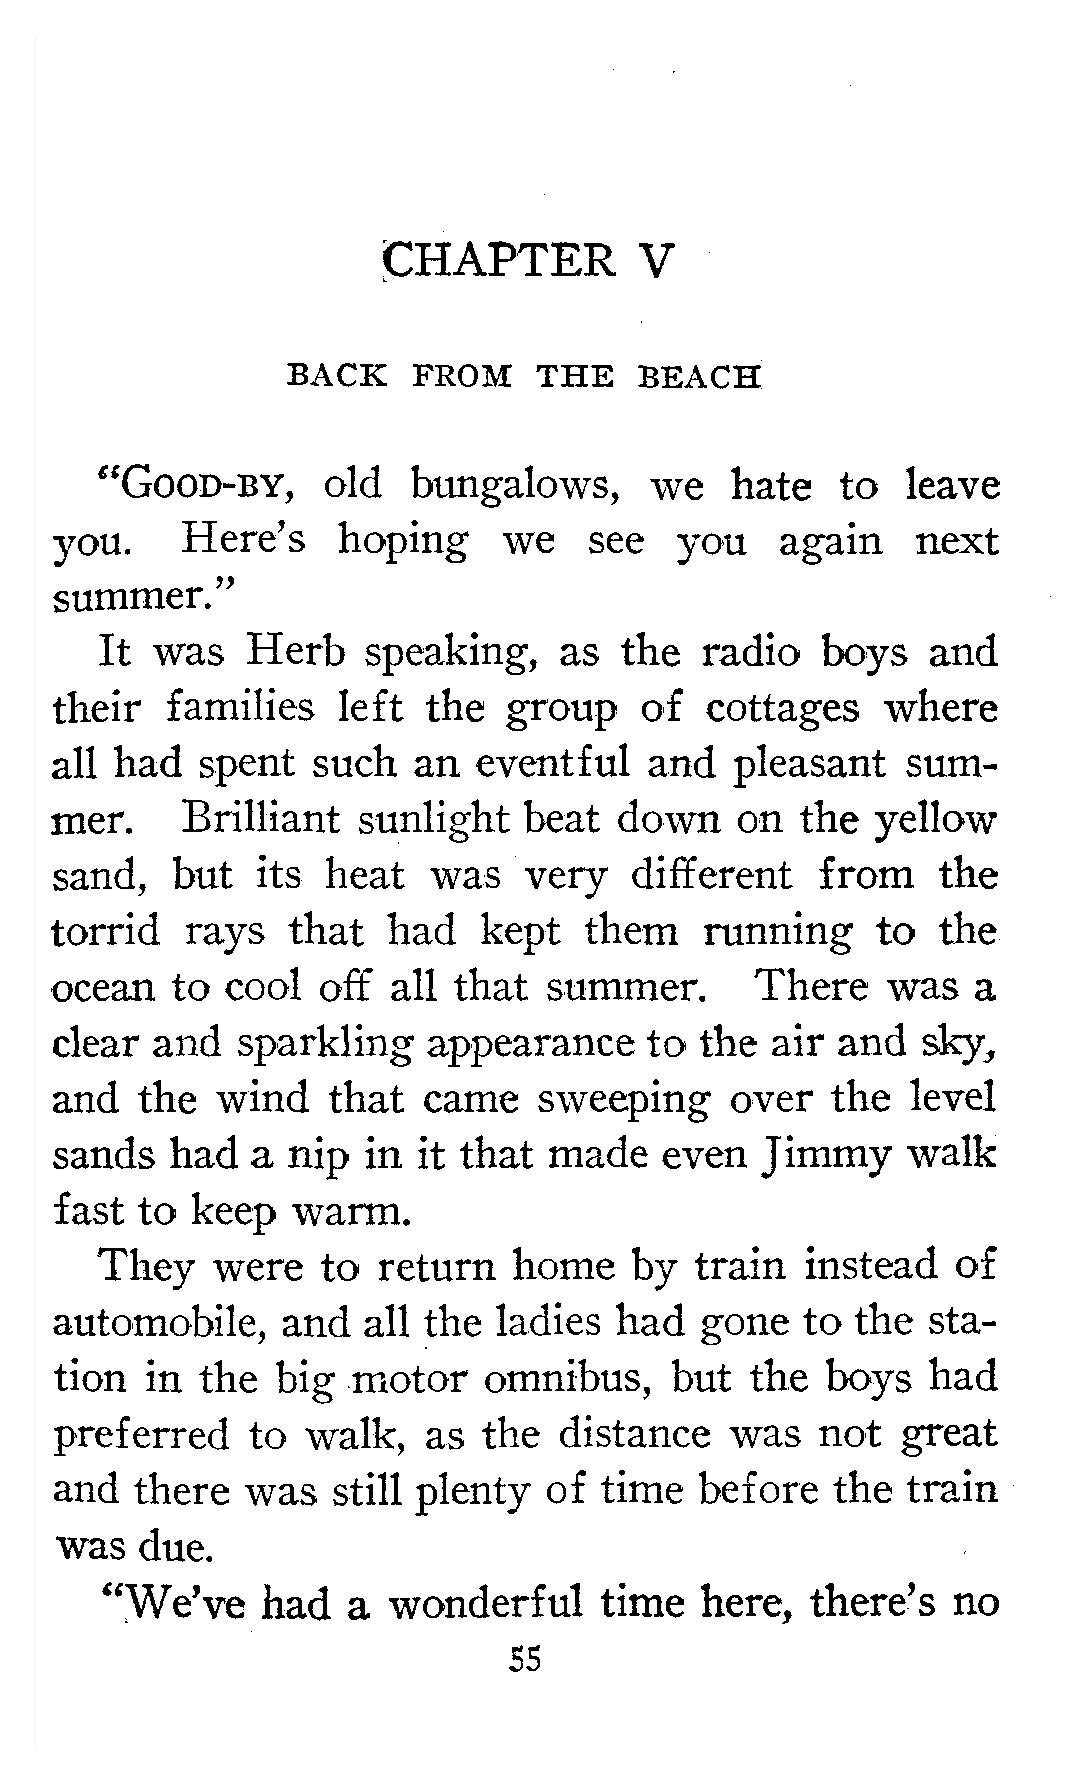 CHAPTER V
BACK FROM THE BEACH
“GOOD-BY, old bungalows, we hate to leave
you. Here’s hoping we see you again next
summer.”
It was Herb speaking, as the radio boys and
their families left the group of cottages where
all had spent such an eventful and pleasant sum-
mer. Brilliant sunlight beat down on the yellow
sand, but its heat was very different from the
torrid rays that had kept them running to the
ocean to cool off all that summer. There was a
clear and sparkling appearance to the air and sky,
and the wind that came sweeping over the level
sands had a nip in it that made even Jimmy walk
fast to keep warm.
They were to return home by train instead of
automobile, and all the ladies had gone to the sta-
tion in the big motor omnibus, but the boys had
preferred to walk, as the distance was not great
and there was still plenty of time before the train
was due.
“We’ve had a wonderful time here, there’s no
55